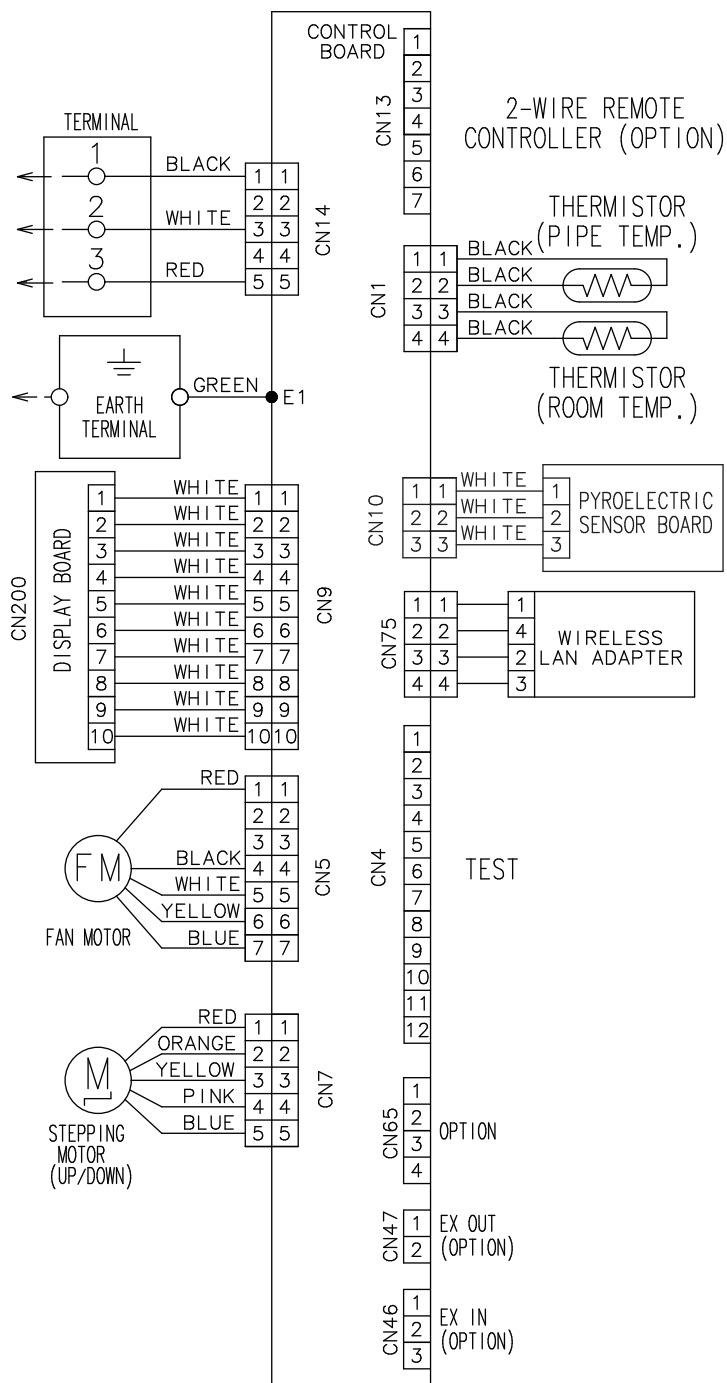 CONTROL
BOARD
CN13
1
2
3
4
5
6
7
2-WIRE REMOTE
CONTROLLER (OPTION)
TERMINAL
1
2
3
BLACK
WHITE
RED
1 1
2 2
3 3
4 4
5 5
CN14
THERMISTOR
(PIPE TEMP.)
CN1
1 1
2 2
3 3
4 4
BLACK
BLACK
BLACK
BLACK
THERMISTOR
(ROOM TEMP.)
EARTH
TERMINAL
GREEN
E1
CN200
DISPLAY BOARD
1
2
3
4
5
6
7
8
9
10
WHITE
WHITE
WHITE
WHITE
WHITE
WHITE
WHITE
WHITE
WHITE
WHITE
1 1
2 2
3 3
4 4
5 5
6 6
7 7
8 8
9 9
10 10
CN9
CN10
1 1
2 2
3 3
WHITE
WHITE
WHITE
1
2
3
PYROELECTRIC
SENSOR BOARD
CN75
1 1
2 2
3 3
4 4
1
4
2
3
WIRELESS
LAN ADAPTER
FM
FAN MOTOR
RED
BLACK
WHITE
YELLOW
BLUE
1 1
2 2
3 3
4 4
5 5
6 6
7 7
CN5
CN4
1
2
3
4
5
6
7
8
9
10
11
12
TEST
M
STEPPING
MOTOR
(UP/DOWN)
RED
ORANGE
YELLOW
PINK
BLUE
1 1
2 2
3 3
4 4
5 5
CN7
CN65
1
2
3
4
OPTION
CN47
1
2
EX OUT
(OPTION)
CN46
1
2
3
EX IN
(OPTION)